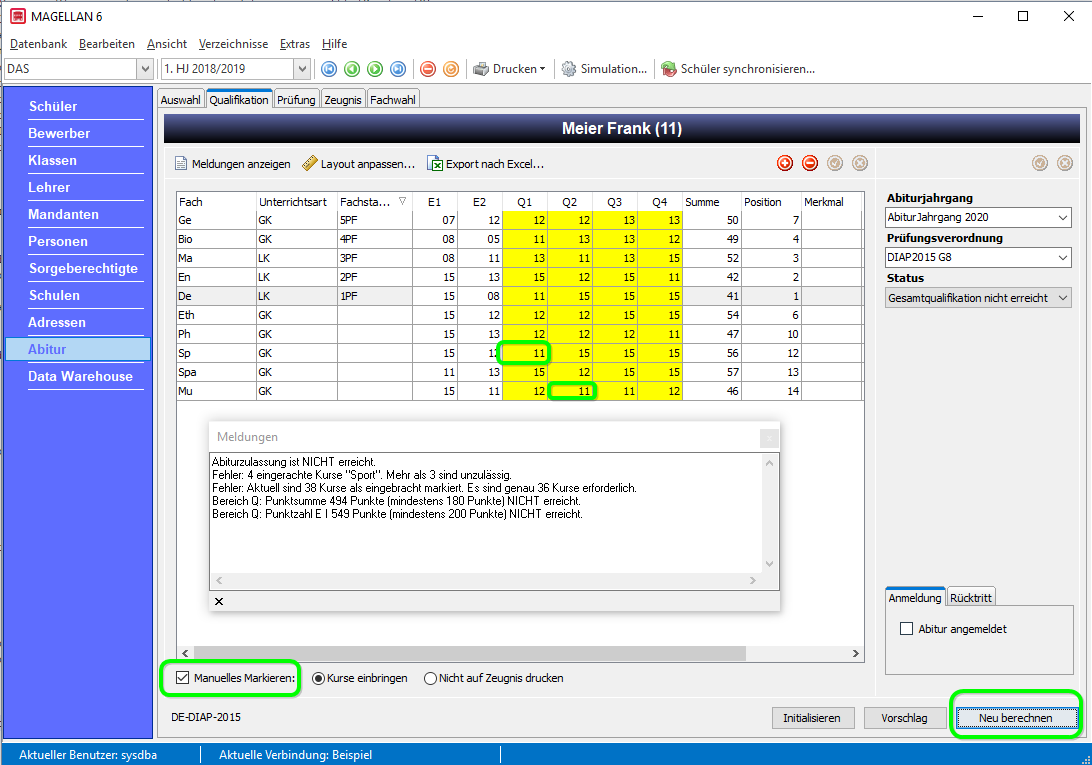 MAGELLAN 6
Datenbank Bearbeiten Ansicht Verzeichnisse Extras Hilfe
DAS 1. HJ 2018/2019 Drucken Simulation... Schüler synchronisieren...
Schüler
Bewerber
Klassen
Lehrer
Mandanten
Personen
Sorgeberechtigte
Schulen
Adressen
Abitur
Data Warehouse
Auswahl Qualifikation Prüfung Zeugnis Fachwahl
Meier Frank (11)
Meldungen anzeigen Layout anpassen... Export nach Excel...
Fach Unterrichtsart Fachsta... E1 E2 Q1 Q2 Q3 Q4 Summe Position Merkmal
Ge GK 5PF 07 12 12 12 13 13 50 7
Bio GK 4PF 08 05 11 13 13 12 49 4
Ma LK 3PF 08 11 13 11 13 15 52 3
En LK 2PF 15 13 15 12 15 11 42 2
De LK 1PF 15 08 11 15 15 15 41 1
Eth GK 15 12 12 12 15 15 54 6
Ph GK 15 13 12 12 12 11 47 10
Sp GK 15 12 11 15 15 15 56 12
Spa GK 11 13 15 12 15 15 57 13
Mu GK 15 11 12 11 11 12 46 14
Meldungen
Abiturzulassung ist NICHT erreicht.
Fehler: 4 eingerachte Kurse "Sport". Mehr als 3 sind unzulässig.
Fehler: Aktuell sind 38 Kurse als eingebracht markiert. Es sind genau 36 Kurse erforderlich.
Bereich Q: Punktsumme 494 Punkte (mindestens 180 Punkte) NICHT erreicht.
Bereich Q: Punktzahl E I 549 Punkte (mindestens 200 Punkte) NICHT erreicht.
Manuelles Markieren: Kurse einbringen Nicht auf Zeugnis drucken
DE-DIAP-2015 Initialisieren Vorschlag Neu berechnen
Abiturjahrgang
AbiturJahrgang 2020
Prüfungsverordnung
DIAP2015 G8
Status
Gesamtqualifikation nicht erreicht
Anmeldung Rücktritt
Abitur angemeldet
Aktueller Benutzer: sysdba Aktuelle Verbindung: Beispiel